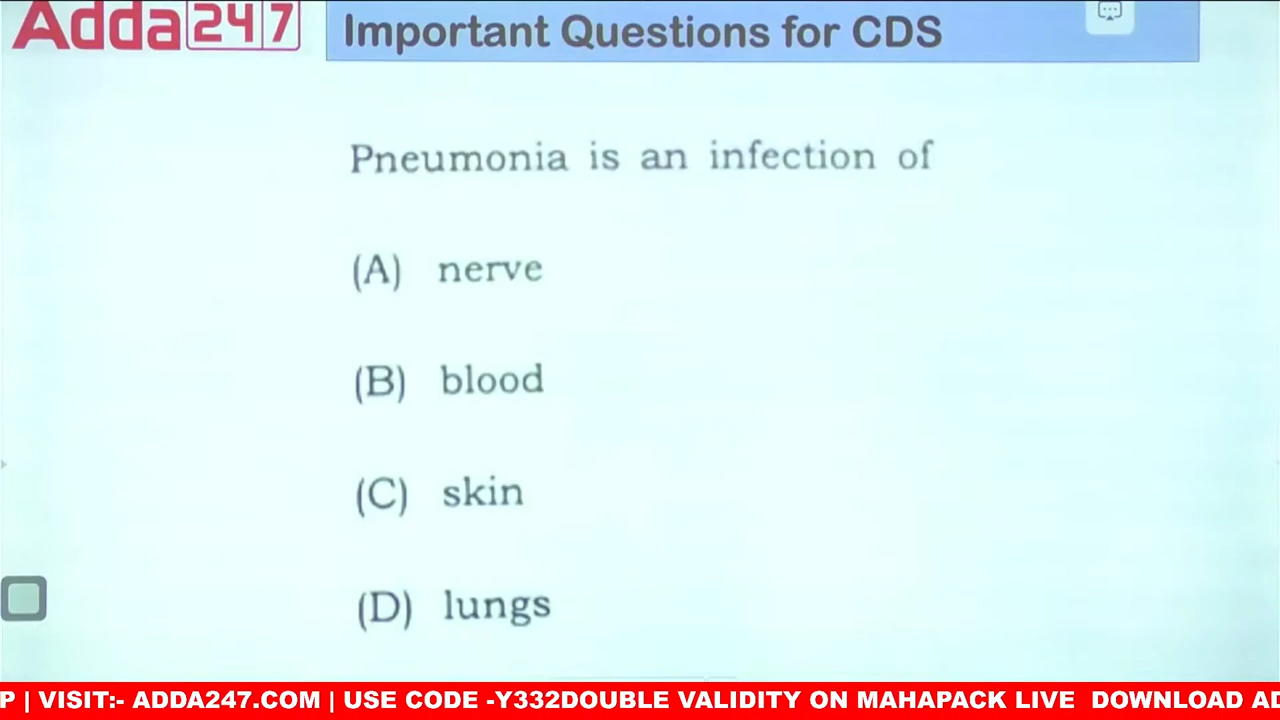 Adda247
Important Questions for CDS
Pneumonia is an infection of
(A) nerve
(B) blood
(C) skin
(D) lungs
P | VISIT:- ADDA247.COM | USE CODE -Y332DOUBLE VALIDITY ON MAHAPACK LIVE DOWNLOAD AD